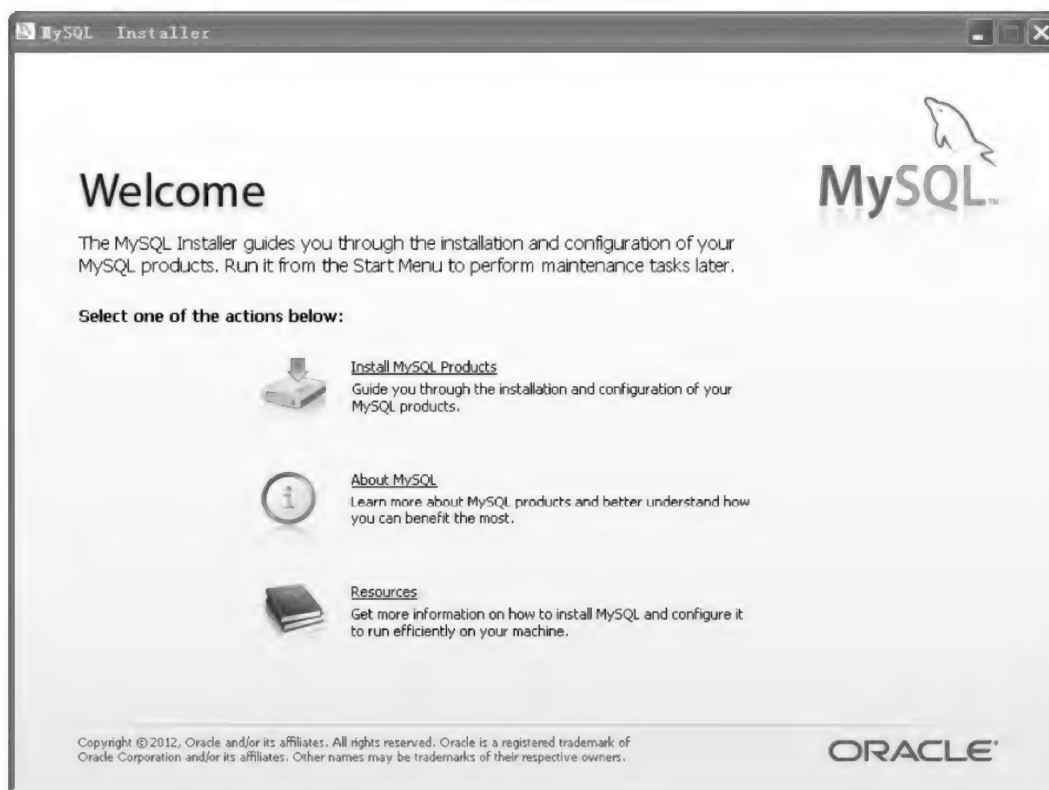 MySQL Installer
MySQL™
Welcome
The MySQL Installer guides you through the installation and configuration of your
MySQL products. Run it from the Start Menu to perform maintenance tasks later.
Select one of the actions below:
Install MySQL Products
Guide you through the installation and configuration of your
MySQL products.
About MySQL
Learn more about MySQL products and better understand how
you can benefit the most.
Resources
Get more information on how to install MySQL and configure it
to run efficiently on your machine.
Copyright © 2012, Oracle and/or its affiliates. All rights reserved. Oracle is a registered trademark of
Oracle Corporation and/or its affiliates. Other names may be trademarks of their respective owners.
ORACLE